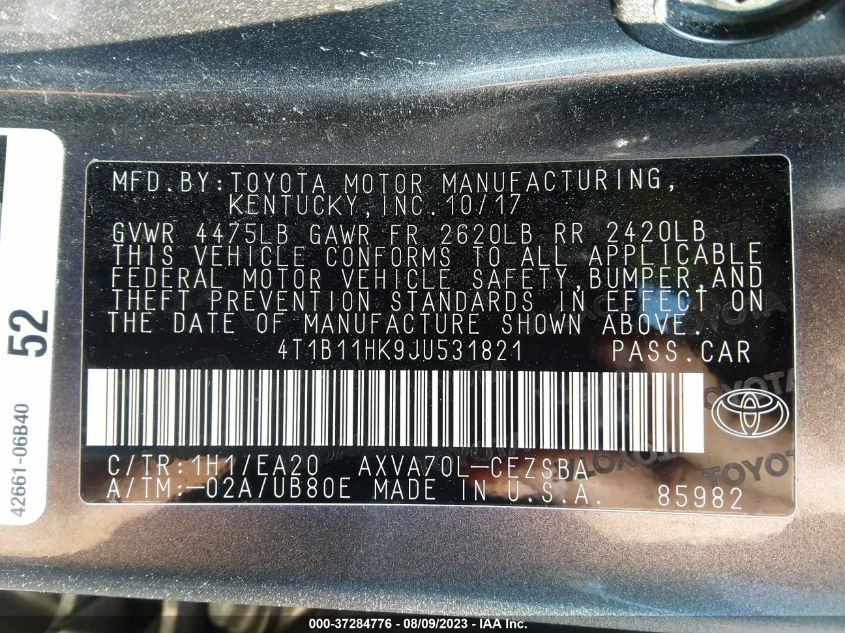 MFD.BY:TOYOTA MOTOR MANUFACTURING,
KENTUCKY,INC.10/17
GVWR 4475LB GAWR FR 2620LB RR 2420LB
THIS VEHICLE CONFORMS TO ALL APPLICABLE
FEDERAL MOTOR VEHICLE SAFETY,BUMPER,AND
THEFT PREVENTION STANDARDS IN EFFECT ON
THE DATE OF MANUFACTURE SHOWN ABOVE.
4T1B11HK9JU531821 PASS.CAR
C/TR:1H1/EA20 AXVA70L-CEZSBA
A/TM:-02A/UB80E MADE IN U.S.A. 85982
52
42661-06B40
TOYOTA
000-37284776 - 08/09/2023 - IAA Inc.